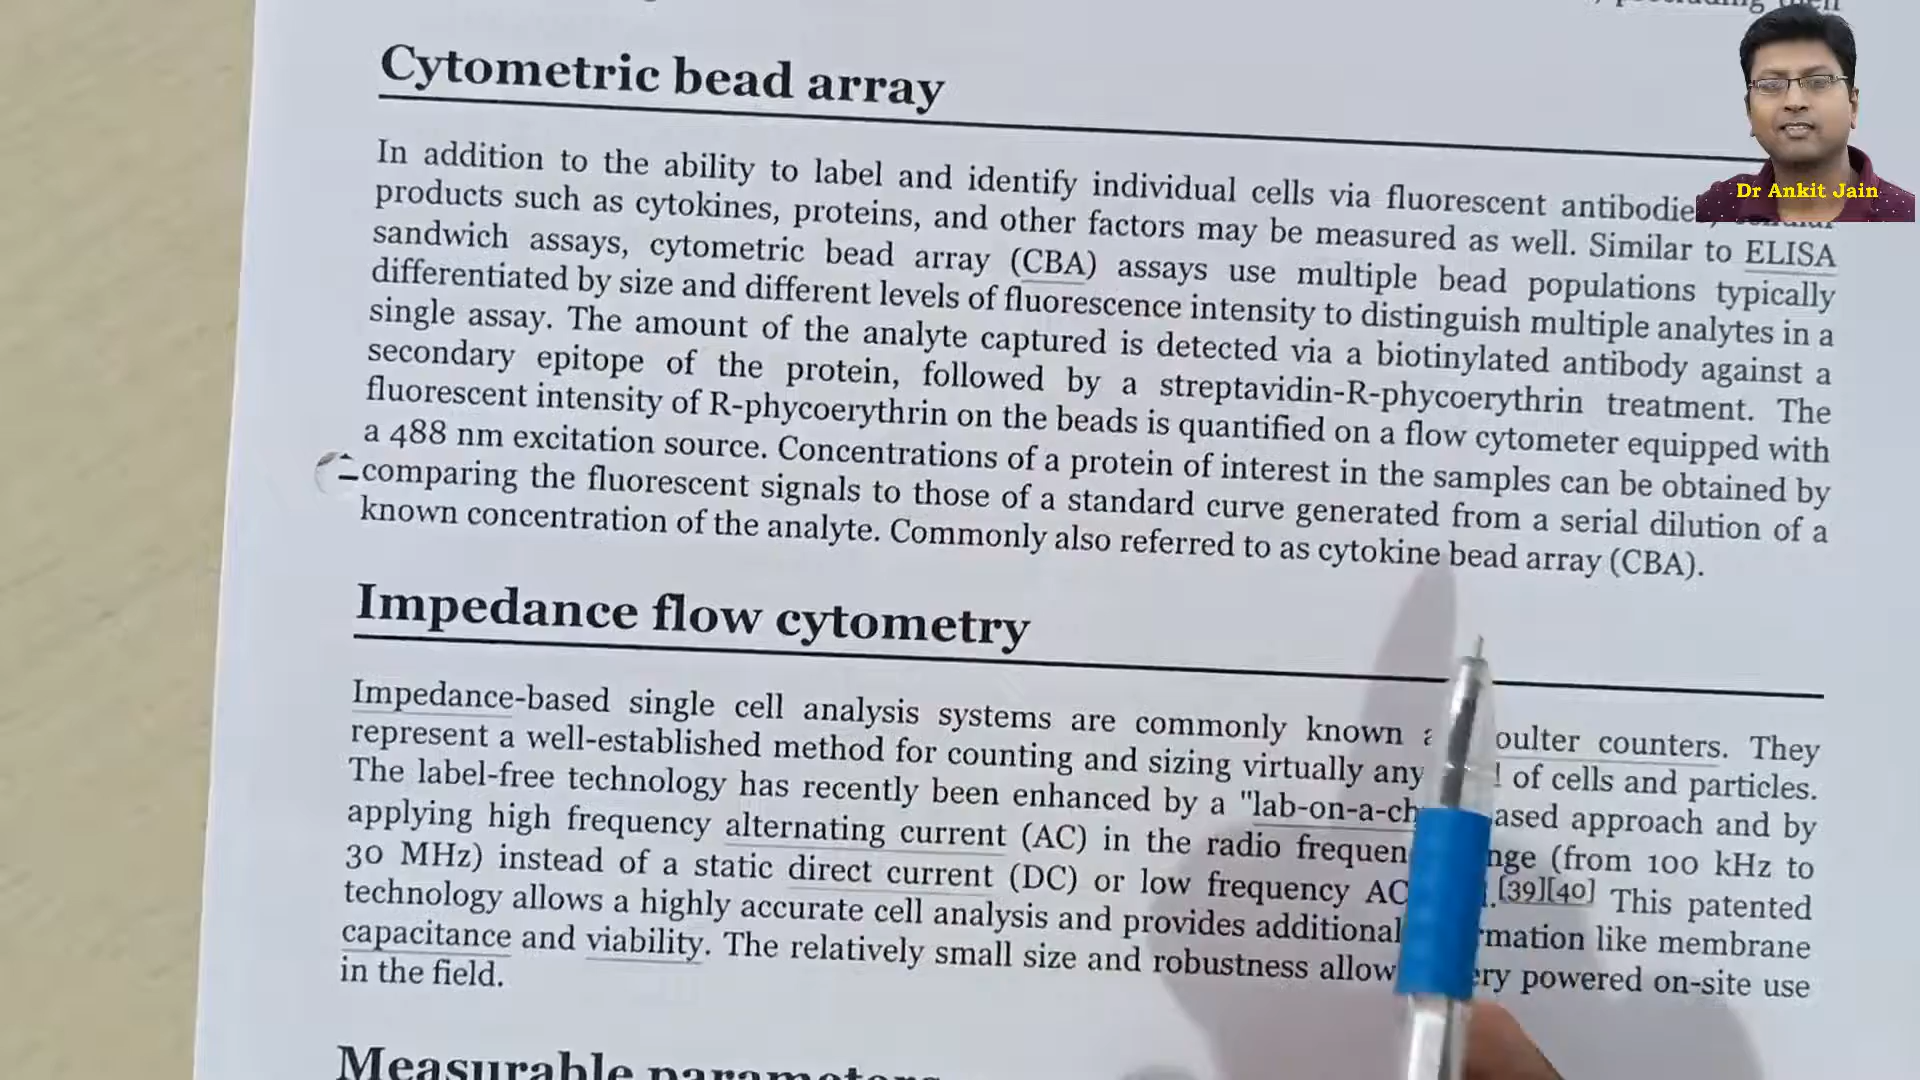 Cytometric bead array
Dr Ankit Jain
In addition to the ability to label and identify individual cells via fluorescent antibodies,
products such as cytokines, proteins, and other factors may be measured as well. Similar to ELISA
sandwich assays, cytometric bead array (CBA) assays use multiple bead populations typically
differentiated by size and different levels of fluorescence intensity to distinguish multiple analytes in a
single assay. The amount of the analyte captured is detected via a biotinylated antibody against a
secondary epitope of the protein, followed by a streptavidin-R-phycoerythrin treatment. The
fluorescent intensity of R-phycoerythrin on the beads is quantified on a flow cytometer equipped with
a 488 nm excitation source. Concentrations of a protein of interest in the samples can be obtained by
comparing the fluorescent signals to those of a standard curve generated from a serial dilution of a
known concentration of the analyte. Commonly also referred to as cytokine bead array (CBA).
Impedance flow cytometry
Impedance-based single cell analysis systems are commonly known oulter counters. They
represent a well-established method for counting and sizing virtually any of cells and particles.
The label-free technology has recently been enhanced by a "lab-on-a-ch ased approach and by
applying high frequency alternating current (AC) in the radio frequen nge (from 100 kHz to
30 MHz) instead of a static direct current (DC) or low frequency AC .[39][40] This patented
technology allows a highly accurate cell analysis and provides additional rmation like membrane
capacitance and viability. The relatively small size and robustness allow ery powered on-site use
in the field.
Measurable parameters